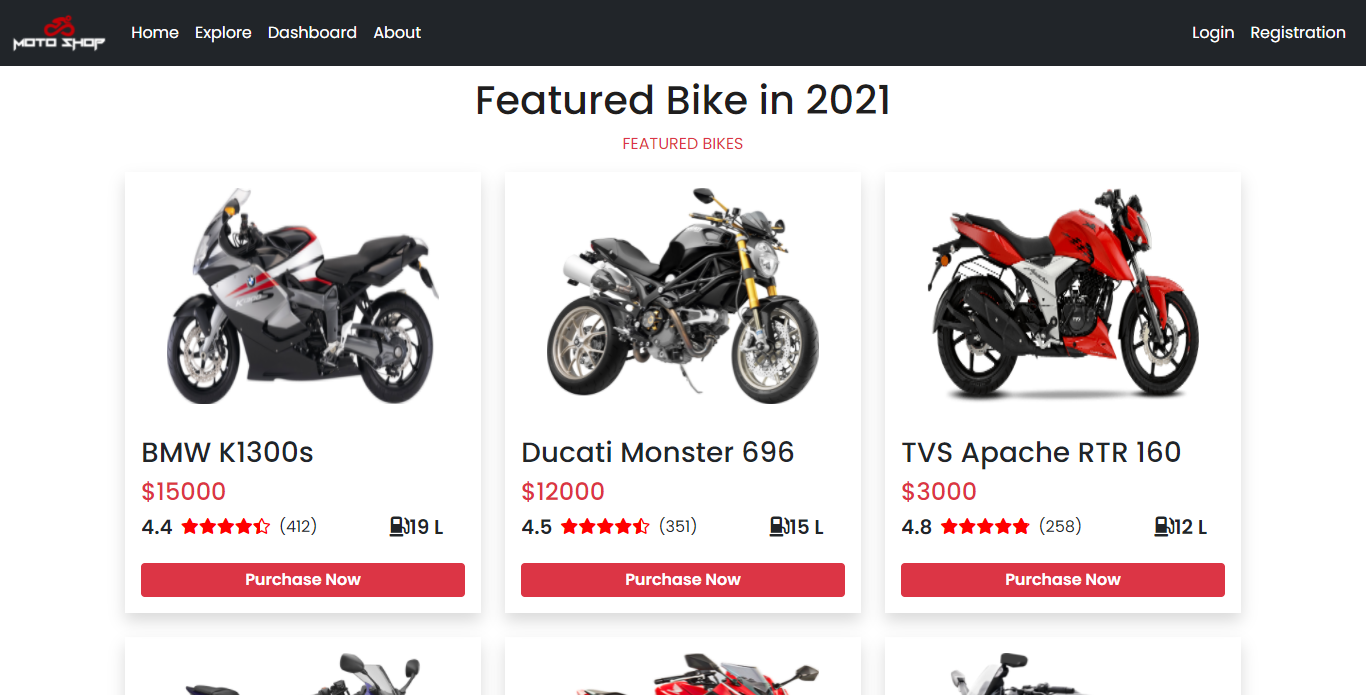 MOTO SHOP Home Explore Dashboard About Login Registration
Featured Bike in 2021
FEATURED BIKES
BMW K1300s
$15000
4.4 (412) 19 L
Purchase Now
Ducati Monster 696
$12000
4.5 (351) 15 L
Purchase Now
TVS Apache RTR 160
$3000
4.8 (258) 12 L
Purchase Now